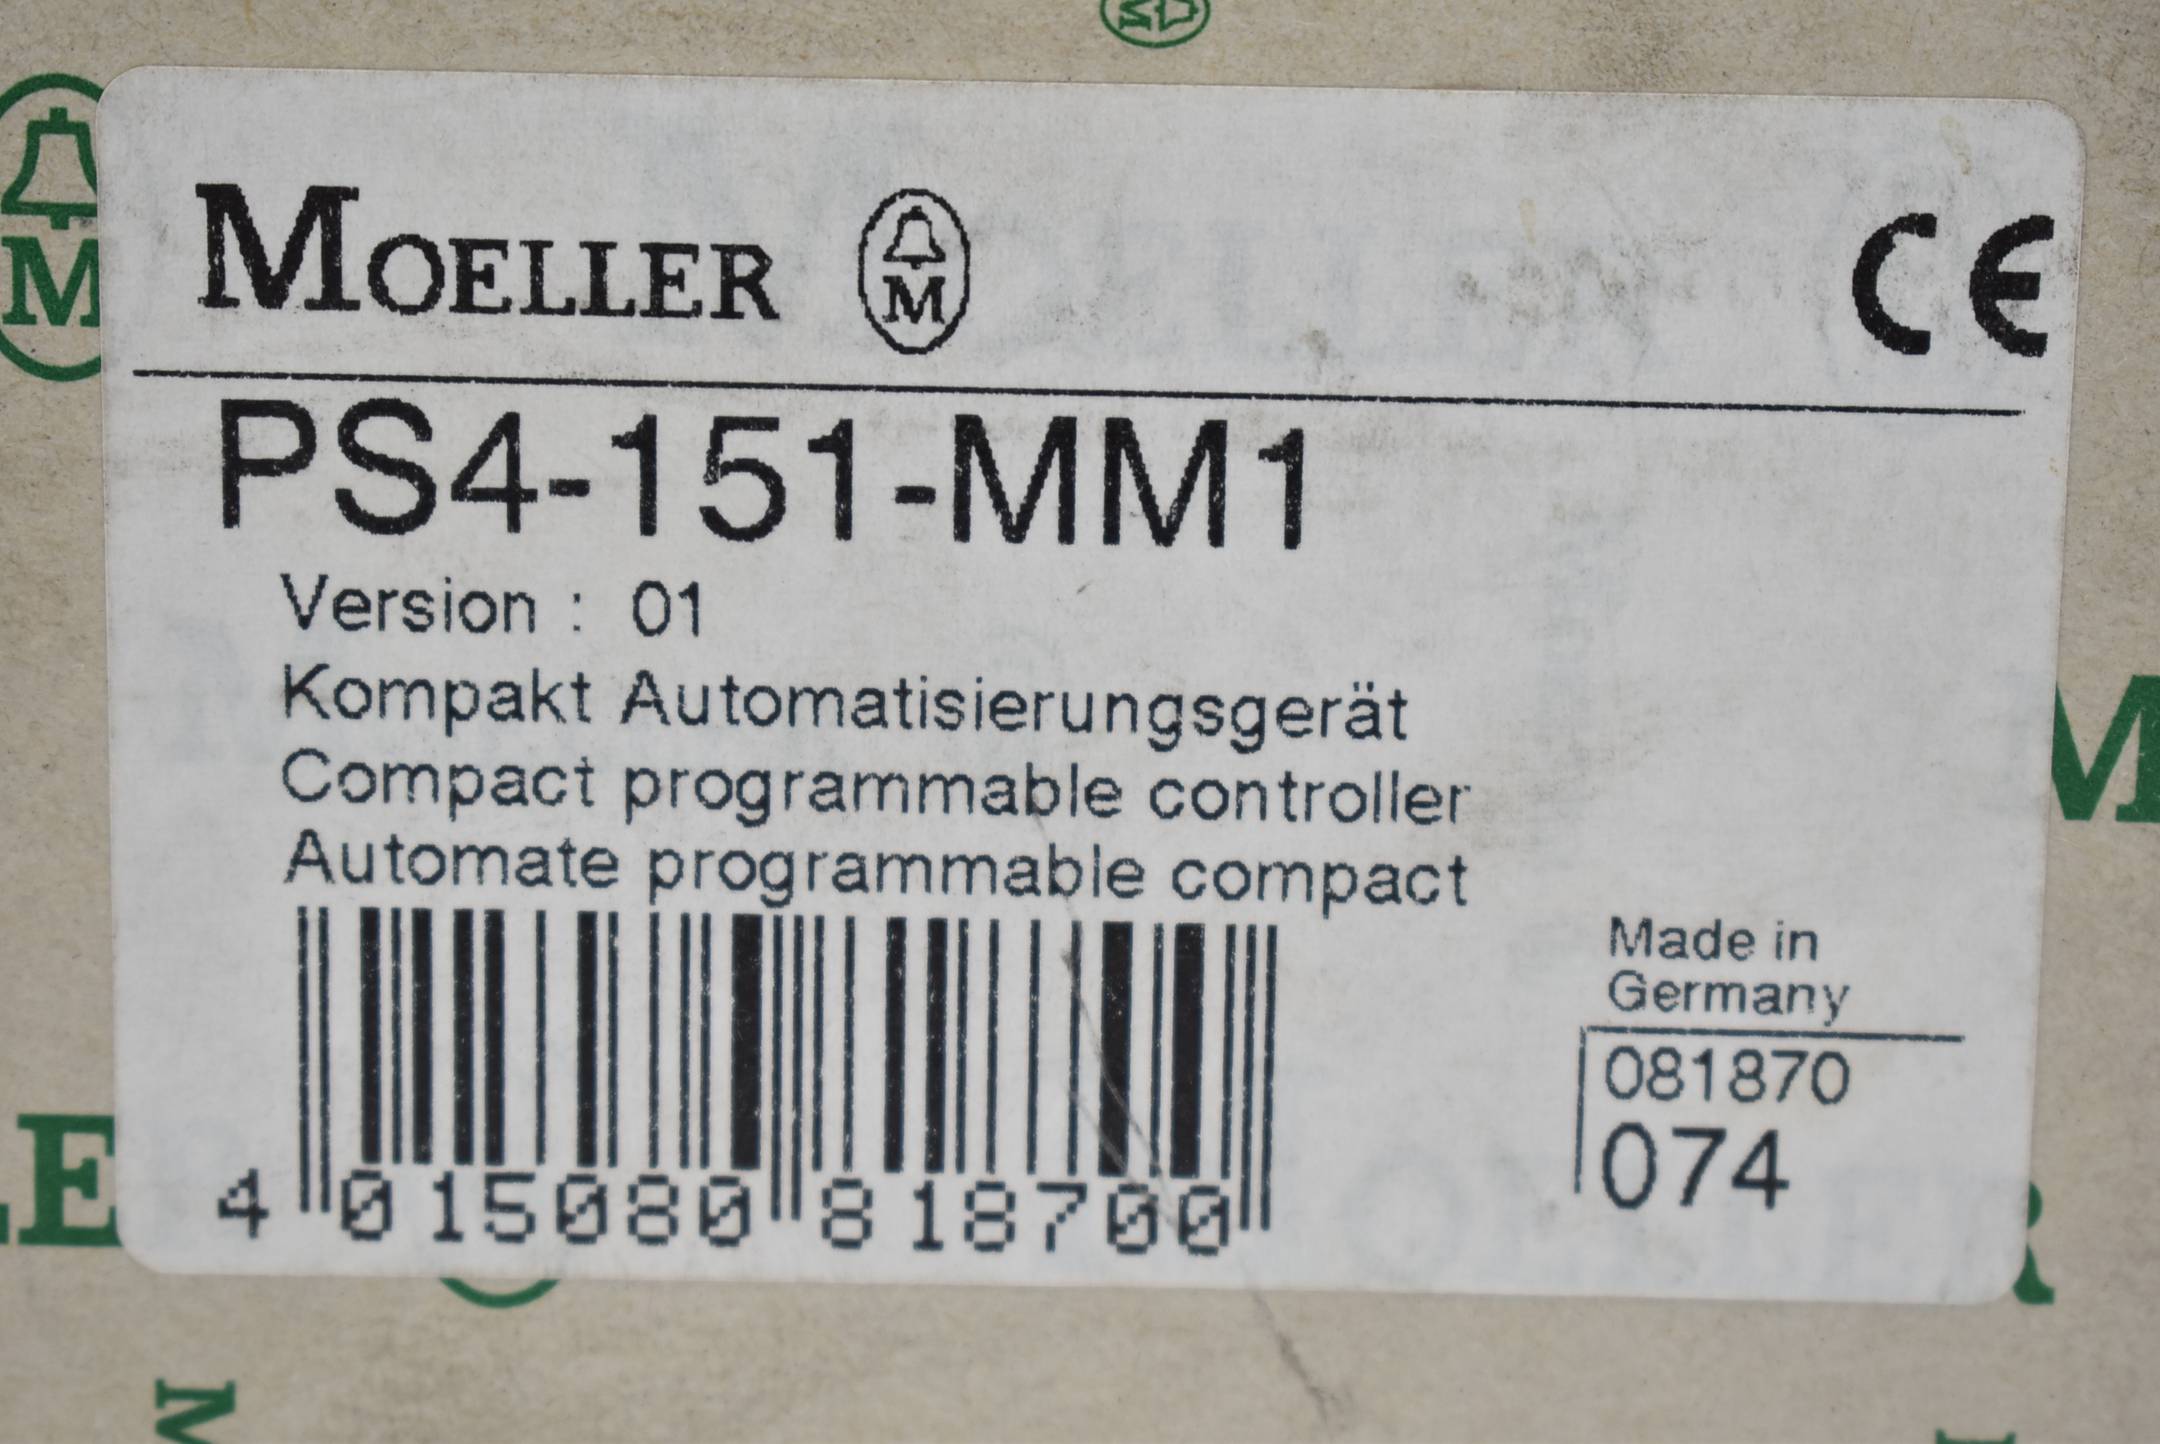 MOELLER M CE
PS4-151-MM1
Version : 01
Kompakt Automatisierungsgerät
Compact programmable controller
Automate programmable compact
Made in
Germany
081870
074
4 015080 818700
M
M
LE
R
M